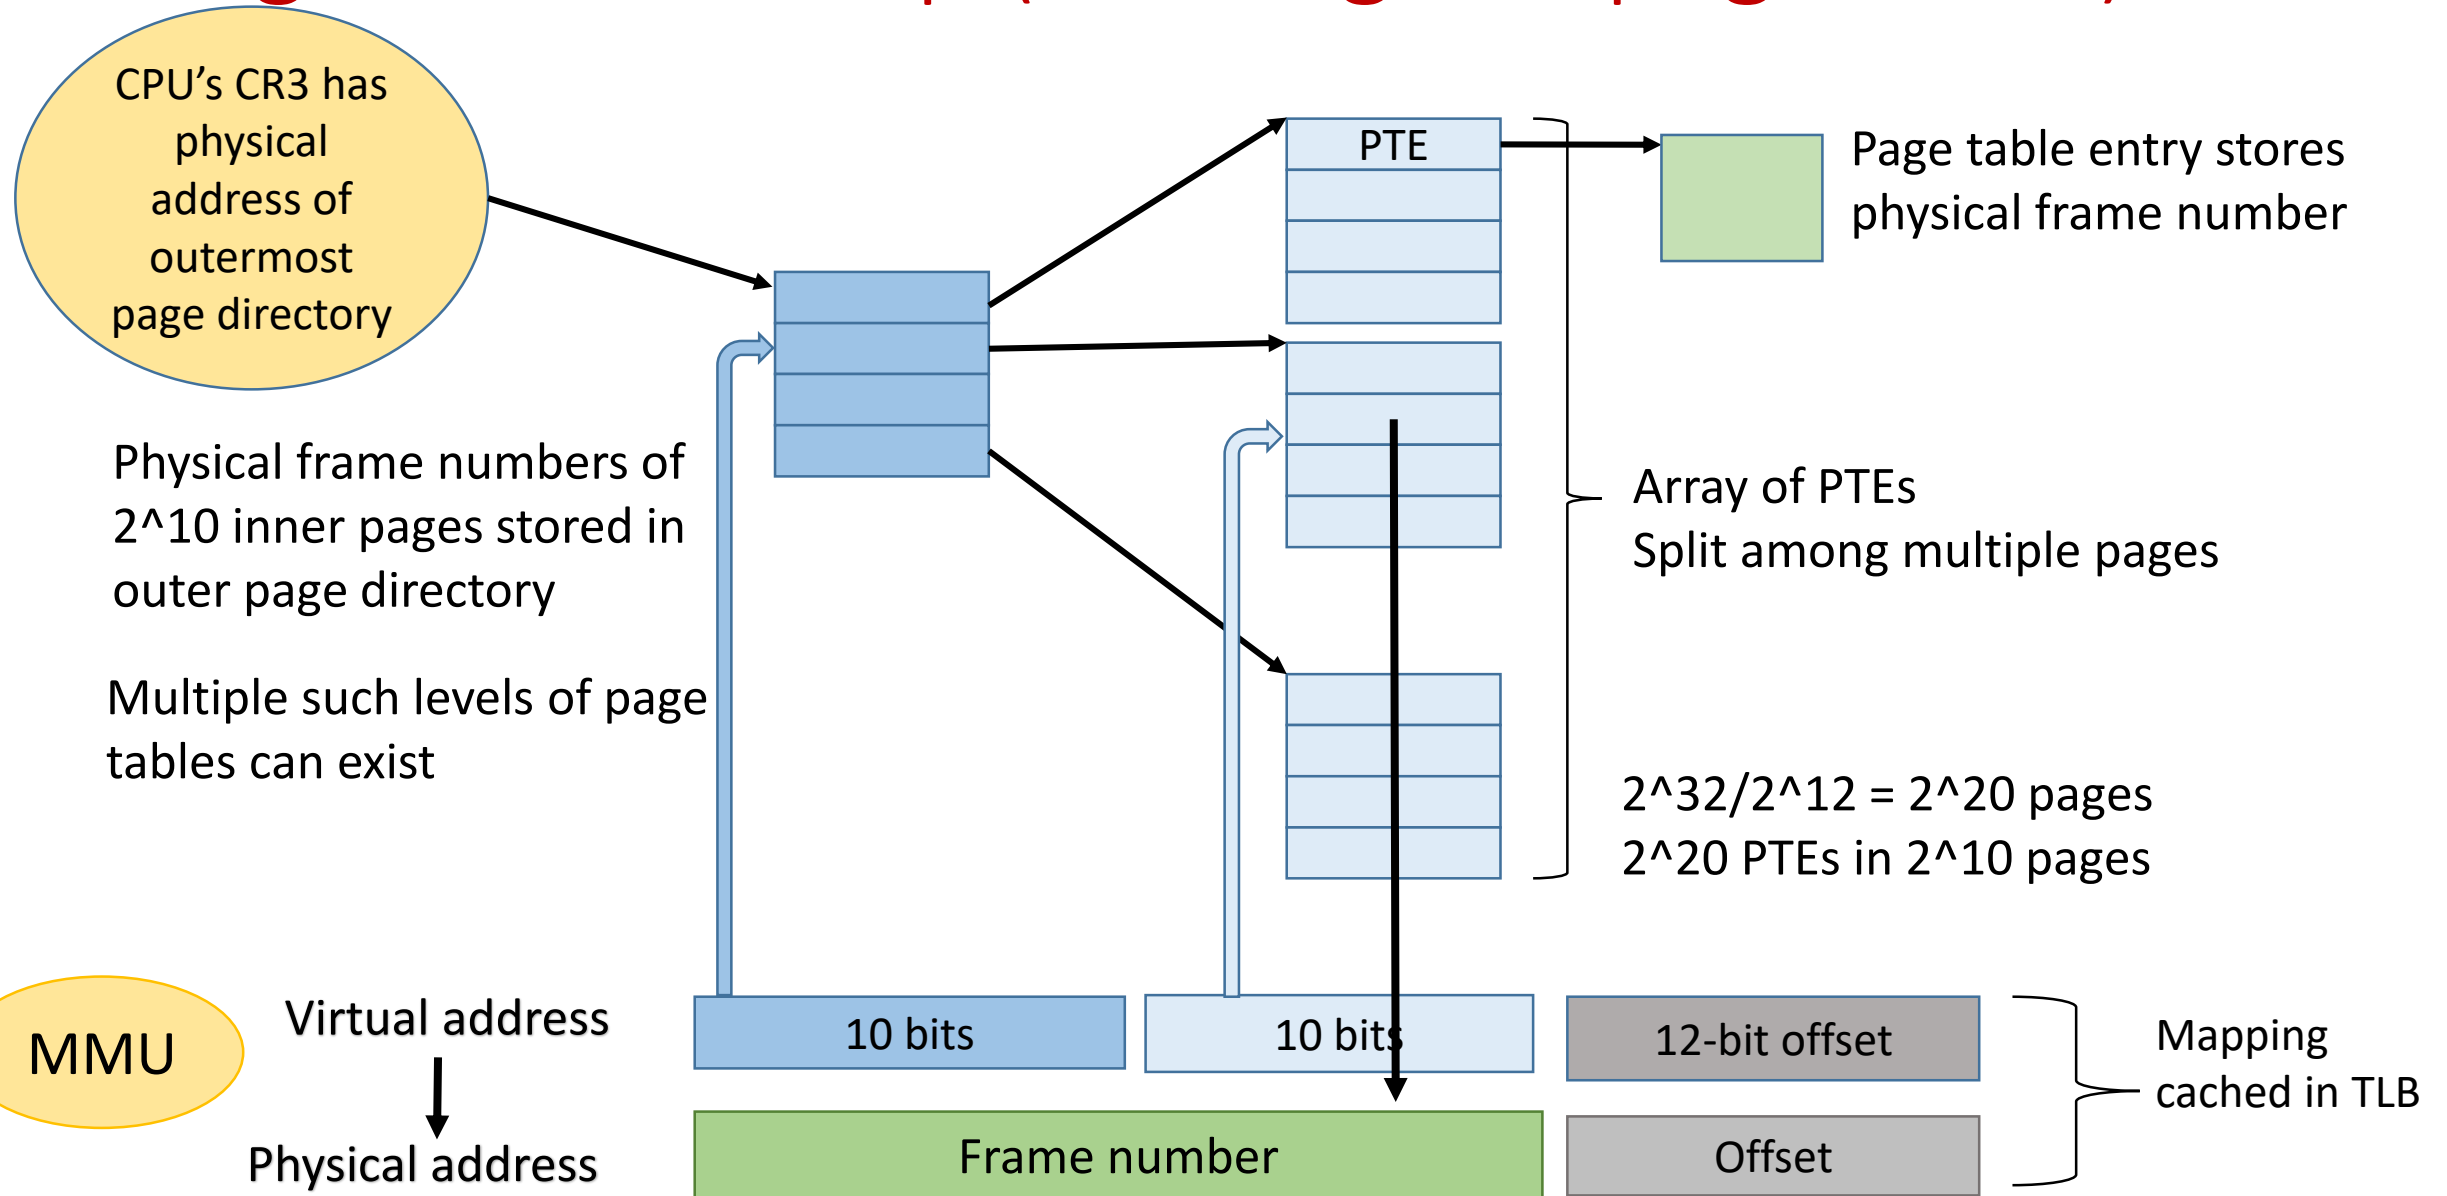 CPU’s CR3 has
physical
address of
outermost
page directory
PTE
Page table entry stores
physical frame number
Physical frame numbers of
2^10 inner pages stored in
outer page directory
Array of PTEs
Split among multiple pages
Multiple such levels of page
tables can exist
2^32/2^12 = 2^20 pages
2^20 PTEs in 2^10 pages
MMU
Virtual address
10 bits
10 bits
12-bit offset
Mapping
cached in TLB
Physical address
Frame number
Offset